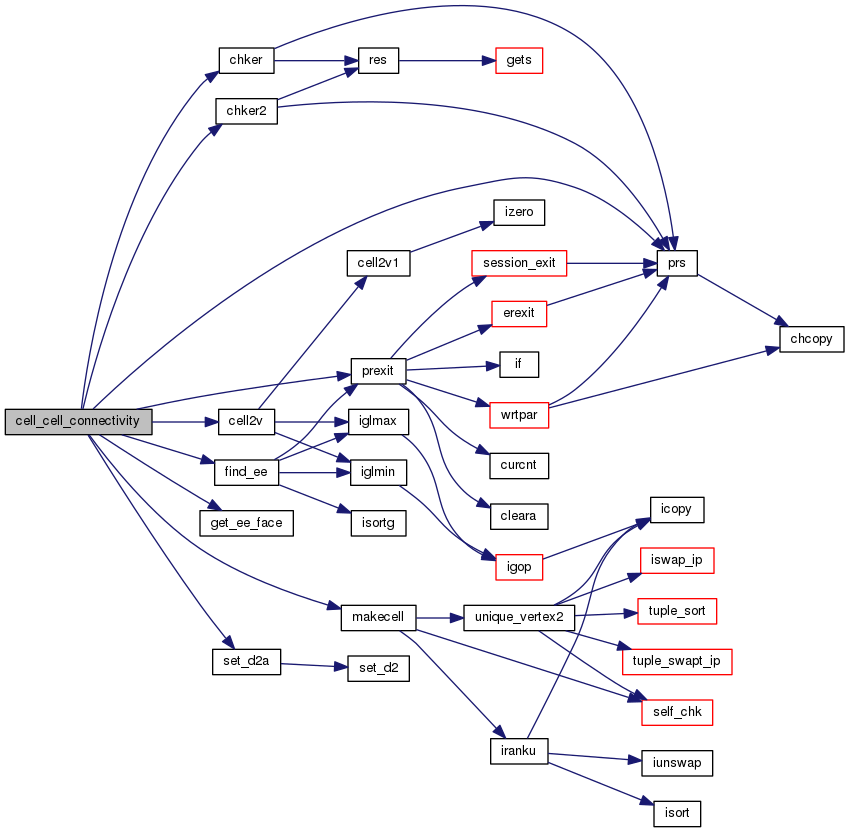 chker
res
gets
chker2
izero
cell2v1
session_exit
prs
erexit
chcopy
if
prexit
wrtpar
cell_cell_connectivity
cell2v
iglmax
curcnt
find_ee
iglmin
cleara
get_ee_face
isortg
icopy
igop
iswap_ip
makecell
unique_vertex2
tuple_sort
set_d2a
set_d2
tuple_swapt_ip
self_chk
iranku
iunswap
isort